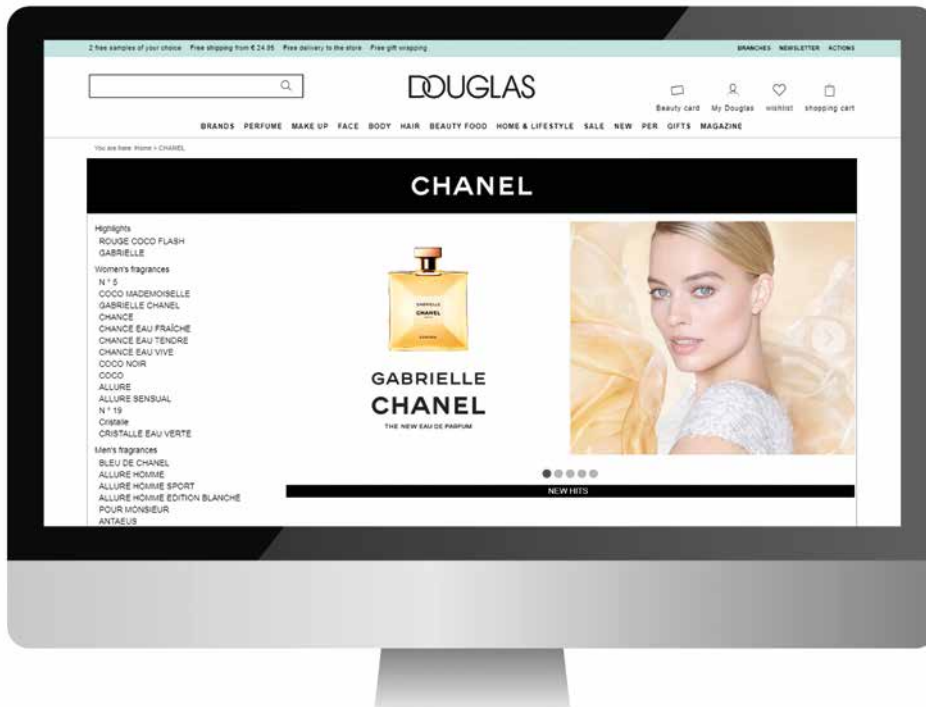 2 free samples of your choice Free shipping from € 24.95 Free delivery to the store Free gift wrapping
BRANCHES NEWSLETTER ACTIONS
DOUGLAS
Beauty card My Douglas wishlist shopping cart
BRANDS PERFUME MAKE UP FACE BODY HAIR BEAUTY FOOD HOME & LIFESTYLE SALE NEW PER GIFTS MAGAZINE
You are here: Home > CHANEL
CHANEL
Highlights
ROUGE COCO FLASH
GABRIELLE
Women's fragrances
N ° 5
COCO MADEMOISELLE
GABRIELLE CHANEL
CHANCE
CHANCE EAU FRAÎCHE
CHANCE EAU TENDRE
CHANCE EAU VIVE
COCO NOIR
COCO
ALLURE
ALLURE SENSUAL
N ° 19
Cristalle
CRISTALLE EAU VERTE
Men's fragrances
BLEU DE CHANEL
ALLURE HOMME
ALLURE HOMME SPORT
ALLURE HOMME EDITION BLANCHE
POUR MONSIEUR
ANTAEUS
GABRIELLE
CHANEL
GABRIELLE
CHANEL
THE NEW EAU DE PARFUM
NEW HITS